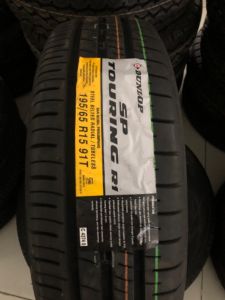 DUNLOP
SP
TOURING R1
STEEL BELTED RADIAL / TUBELESS
195/65 R15 91T